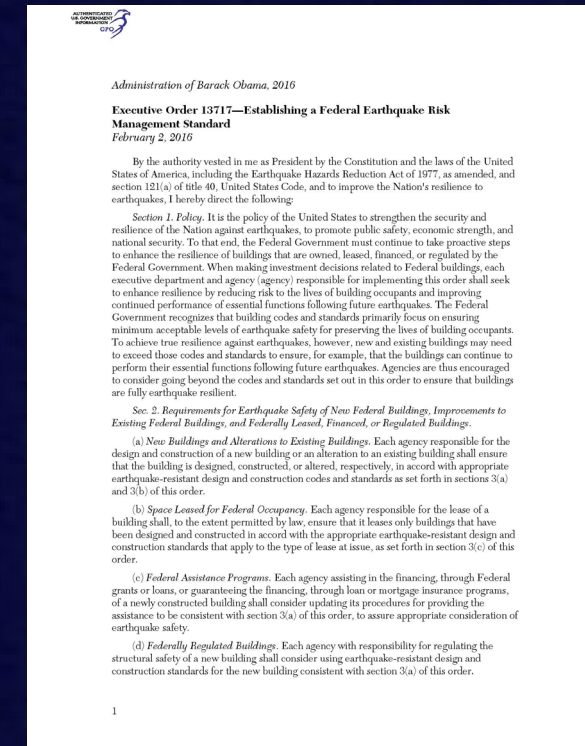 AUTHENTICATED
U.S. GOVERNMENT
INFORMATION
GPO
Administration of Barack Obama, 2016
Executive Order 13717—Establishing a Federal Earthquake Risk
Management Standard
February 2, 2016
By the authority vested in me as President by the Constitution and the laws of the United
States of America, including the Earthquake Hazards Reduction Act of 1977, as amended, and
section 121(a) of title 40, United States Code, and to improve the Nation's resilience to
earthquakes, I hereby direct the following:
Section 1. Policy. It is the policy of the United States to strengthen the security and
resilience of the Nation against earthquakes, to promote public safety, economic strength, and
national security. To that end, the Federal Government must continue to take proactive steps
to enhance the resilience of buildings that are owned, leased, financed, or regulated by the
Federal Government. When making investment decisions related to Federal buildings, each
executive department and agency (agency) responsible for implementing this order shall seek
to enhance resilience by reducing risk to the lives of building occupants and improving
continued performance of essential functions following future earthquakes. The Federal
Government recognizes that building codes and standards primarily focus on ensuring
minimum acceptable levels of earthquake safety for preserving the lives of building occupants.
To achieve true resilience against earthquakes, however, new and existing buildings may need
to exceed those codes and standards to ensure, for example, that the buildings can continue to
perform their essential functions following future earthquakes. Agencies are thus encouraged
to consider going beyond the codes and standards set out in this order to ensure that buildings
are fully earthquake resilient.
Sec. 2. Requirements for Earthquake Safety of New Federal Buildings, Improvements to
Existing Federal Buildings, and Federally Leased, Financed, or Regulated Buildings.
(a) New Buildings and Alterations to Existing Buildings. Each agency responsible for the
design and construction of a new building or an alteration to an existing building shall ensure
that the building is designed, constructed, or altered, respectively, in accord with appropriate
earthquake-resistant design and construction codes and standards as set forth in sections 3(a)
and 3(b) of this order.
(b) Space Leased for Federal Occupancy. Each agency responsible for the lease of a
building shall, to the extent permitted by law, ensure that it leases only buildings that have
been designed and constructed in accord with the appropriate earthquake-resistant design and
construction standards that apply to the type of lease at issue, as set forth in section 3(c) of this
order.
(c) Federal Assistance Programs. Each agency assisting in the financing, through Federal
grants or loans, or guaranteeing the financing, through loan or mortgage insurance programs,
of a newly constructed building shall consider updating its procedures for providing the
assistance to be consistent with section 3(a) of this order, to assure appropriate consideration of
earthquake safety.
(d) Federally Regulated Buildings. Each agency with responsibility for regulating the
structural safety of a new building shall consider using earthquake-resistant design and
construction standards for the new building consistent with section 3(a) of this order.
1